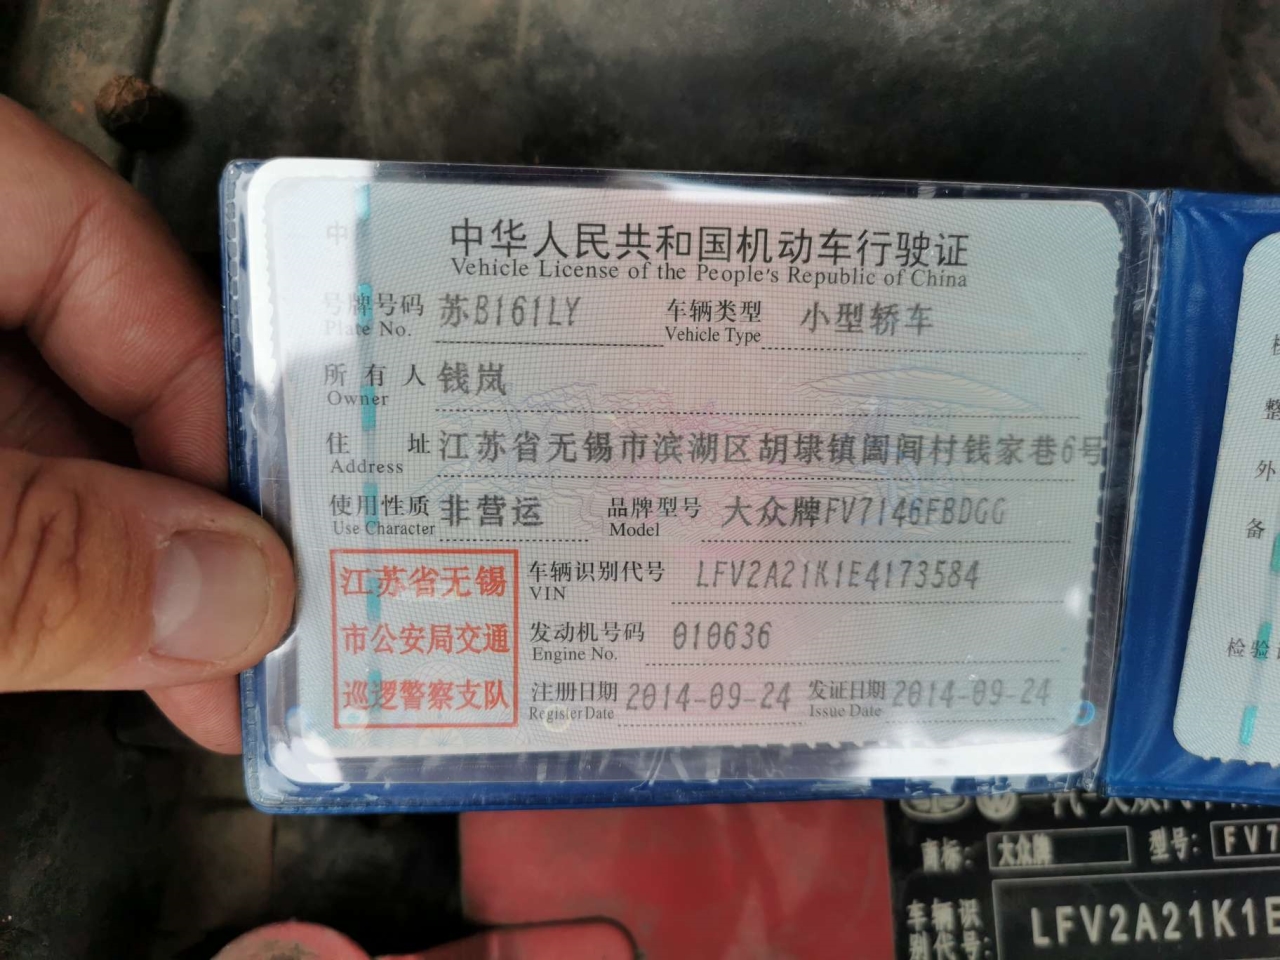 中华人民共和国机动车行驶证
Vehicle License of the People's Republic of China
号牌号码 苏B161LY 车辆类型 小型轿车
Plate No. Vehicle Type
所有人 钱岚
Owner
住址 江苏省无锡市滨湖区胡埭镇闾闾村钱家巷6号
Address
使用性质 非营运 品牌型号 大众牌FV7146FBDGG
Use Character Model
江苏省无锡
市公安局交通
巡逻警察支队
车辆识别代号 LFV2A21K1E4173584
VIN
发动机号码 010636
Engine No.
注册日期 2014-09-24 发证日期 2014-09-24
Register Date Issue Date
整
外
备
检验
一汽-大众汽车
商标: 大众牌 型号: FV7
车辆识
别代号: LFV2A21K1E